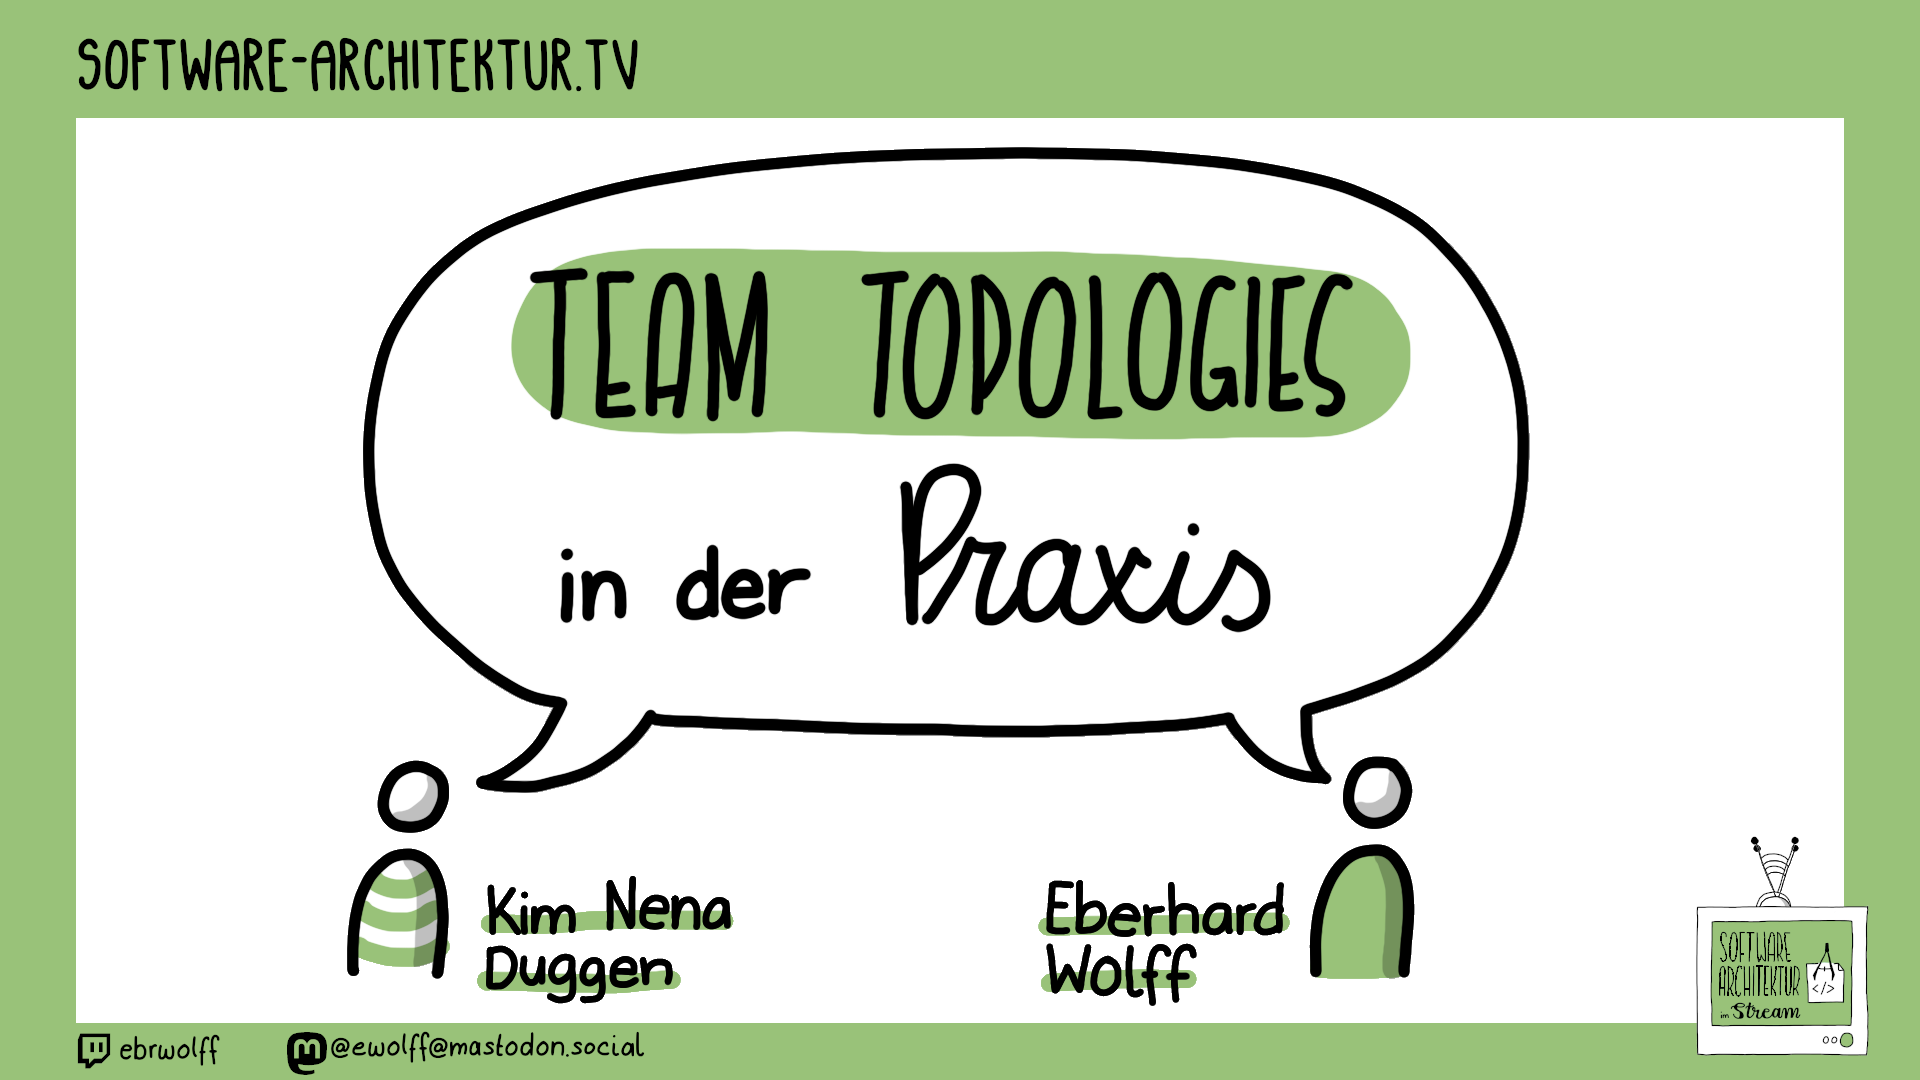 SOFTWARE-ARCHITEKTUR.TV
TEAM TOPOLOGIES
in der Praxis
Kim Nena
Duggen
Eberhard
Wolff
SOFTWARE
ARCHITEKTUR
</>
im Stream
ebrwolff
@ewolff@mastodon.social